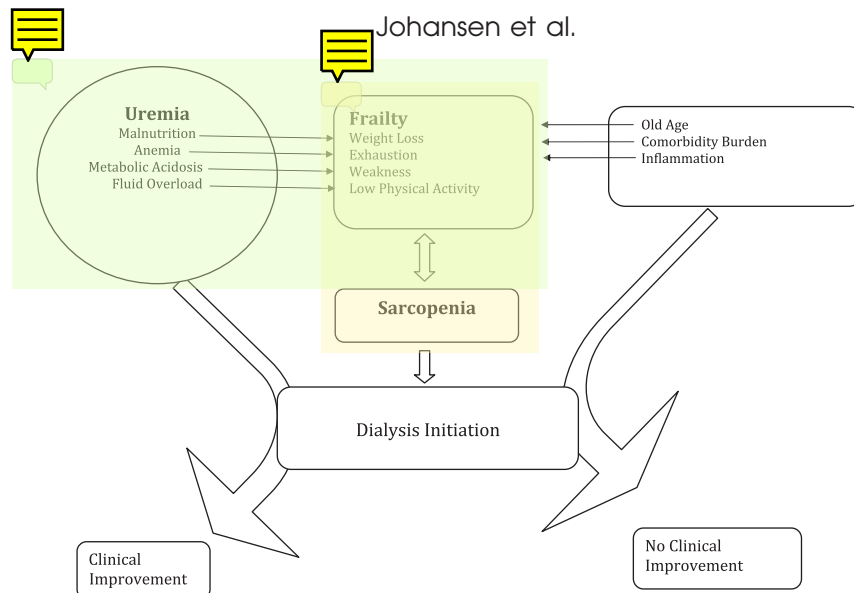 Johansen et al.
Uremia
Malnutrition
Anemia
Metabolic Acidosis
Fluid Overload
Frailty
Weight Loss
Exhaustion
Weakness
Low Physical Activity
Old Age
Comorbidity Burden
Inflammation
Sarcopenia
Dialysis Initiation
Clinical
Improvement
No Clinical
Improvement